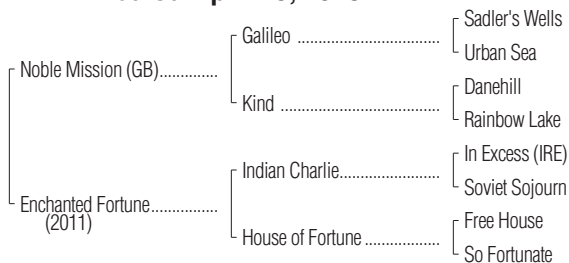 Sadler's Wells
Galileo ........................................
Urban Sea
Noble Mission (GB)................
Danehill
Kind .............................................
Rainbow Lake
In Excess (IRE)
Indian Charlie............................
Soviet Sojourn
Enchanted Fortune..................
(2011)
Free House
House of Fortune .....................
So Fortunate